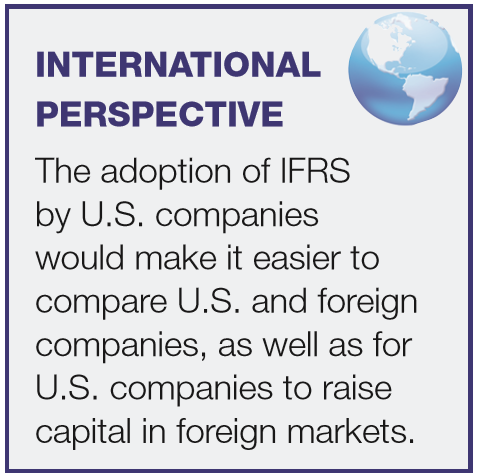 INTERNATIONAL
PERSPECTIVE
The adoption of IFRS
by U.S. companies
would make it easier to
compare U.S. and foreign
companies, as well as for
U.S. companies to raise
capital in foreign markets.